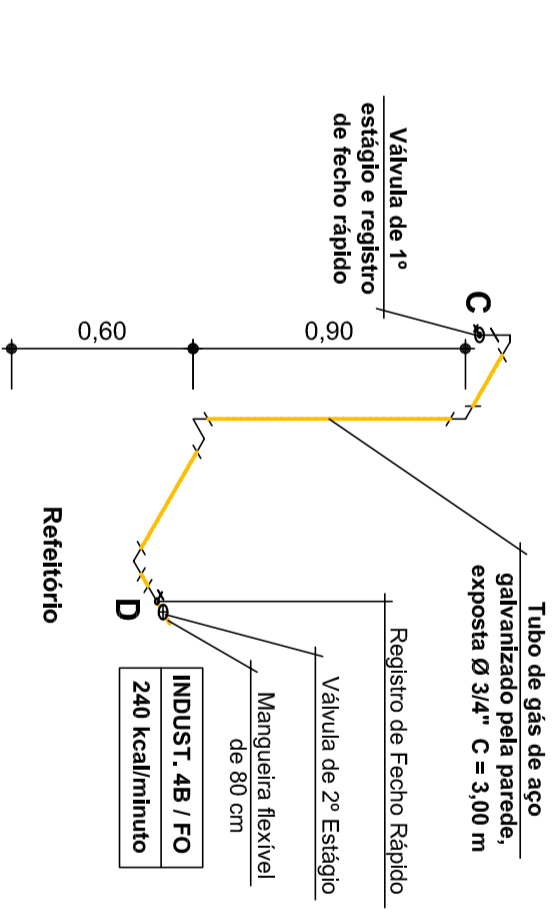 Tubo de gás de aço
galvanizado pela parede,
exposta Ø 3/4" C = 3,00 m
Válvula de 1º
estágio e registro
de fecho rápido
C
0,60
0,90
Registro de Fecho Rápido
Válvula de 2º Estágio
Mangueira flexível
de 80 cm
INDUST. 4B / FO
240 kcal/minuto
D
Refeitório